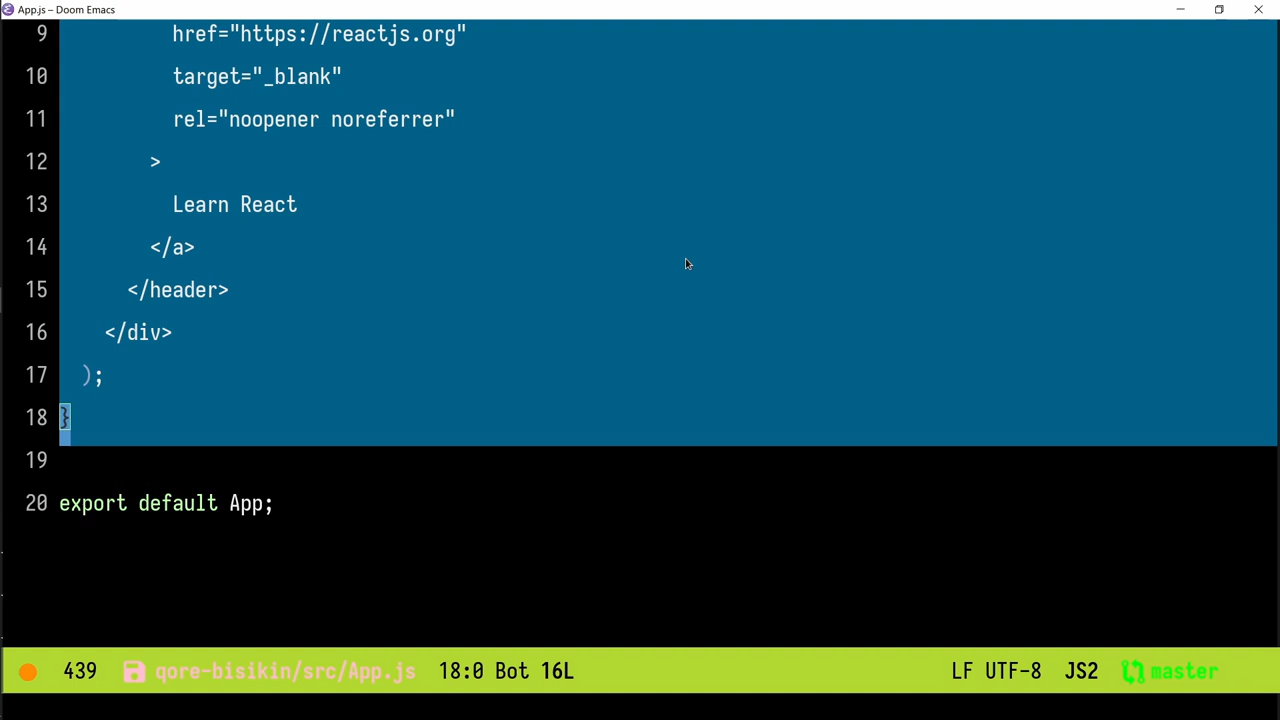 App.js – Doom Emacs
9 href="https://reactjs.org"
10 target="_blank"
11 rel="noopener noreferrer"
12 >
13 Learn React
14 </a>
15 </header>
16 </div>
17 );
18 }
19
20 export default App;
439 qore-bisikin/src/App.js 18:0 Bot 16L LF UTF-8 JS2 master